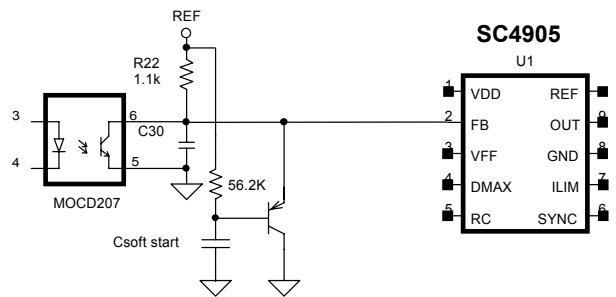 REF
SC4905
U1
R22
1.1k
1
VDD
REF
3
6
C30
2
FB
OUT
9
3
VFF
GND
8
4
5
56.2K
4
DMAX
ILIM
7
MOCD207
5
RC
SYNC
6
Csoft start